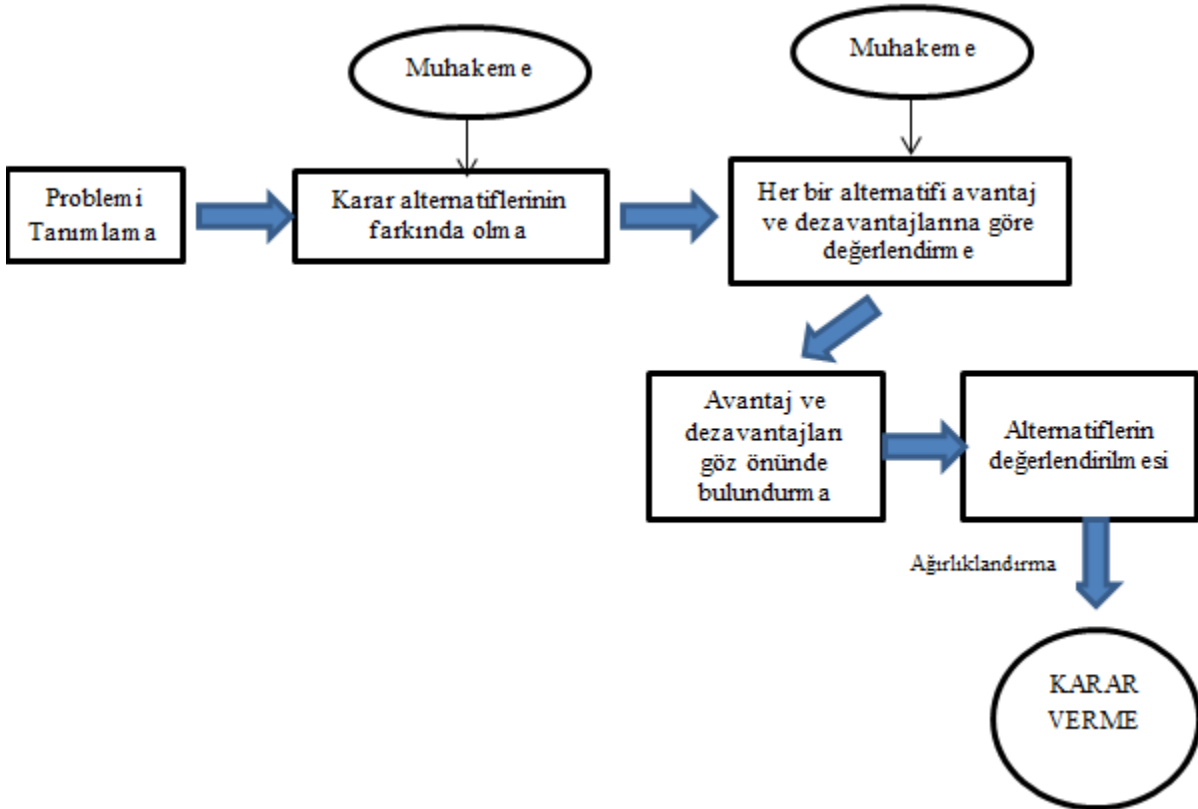 Muhakeme
Muhakeme
Problemi
Tanımlama
Karar alternatiflerinin
farkında olma
Her bir alternatifi avantaj
ve dezavantajlarına göre
değerlendirme
Avantaj ve
dezavantajları
göz önünde
bulundurma
Alternatiflerin
değerlendirilmesi
Ağırlıklandırma
KARAR
VERME